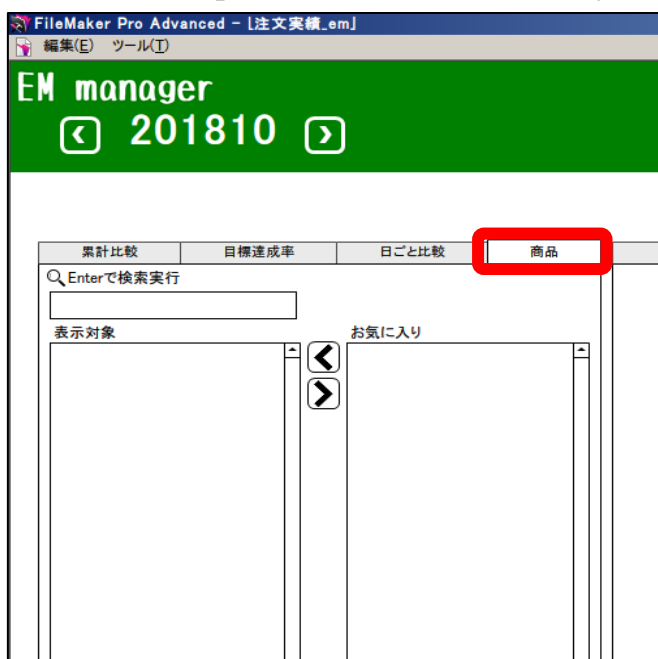 FileMaker Pro Advanced - [注文実績_em]
編集(E) ツール(T)
EM manager
201810
累計比較 目標達成率 日ごと比較 商品
Enterで検索実行
表示対象 お気に入り